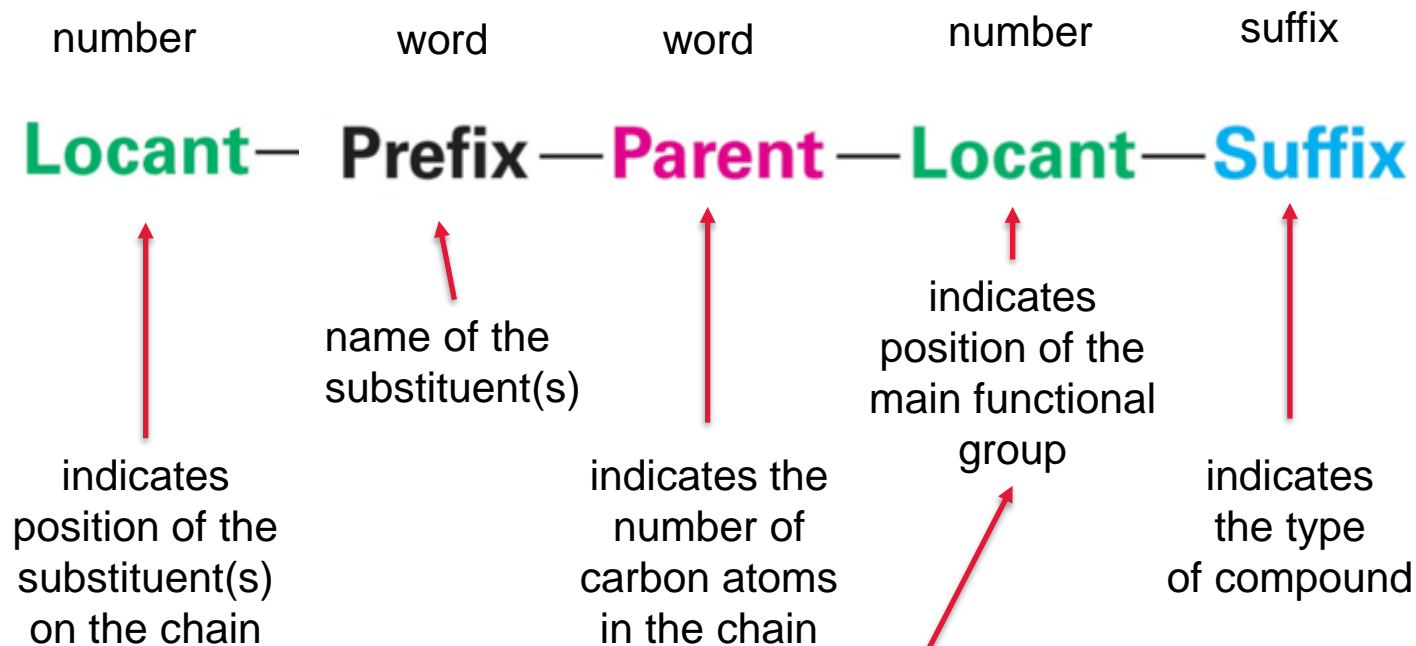 number word word number suffix
Locant— Prefix—Parent—Locant—Suffix
name of the
substituent(s)
indicates
position of the
main functional
group
indicates
position of the
substituent(s)
on the chain
indicates the
number of
carbon atoms
in the chain
indicates
the type
of compound